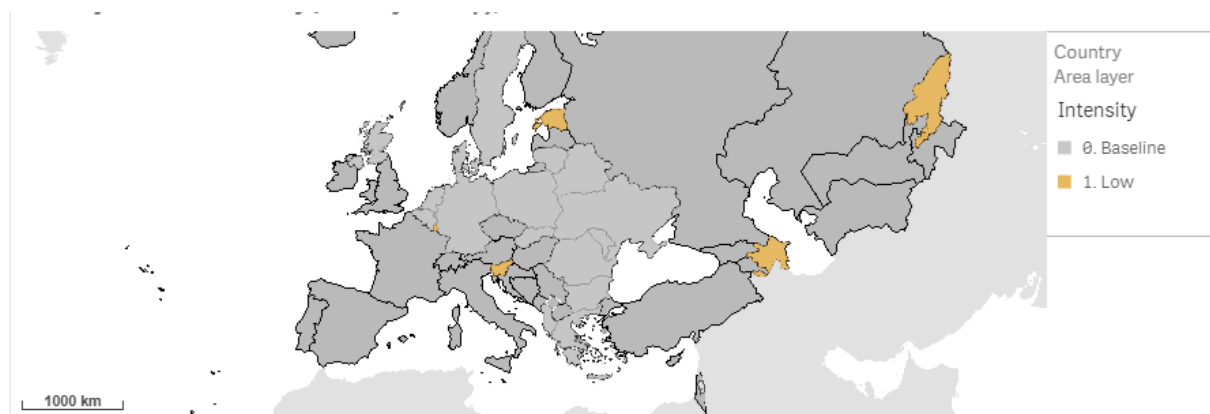 Country
Area layer
Intensity
0. Baseline
1. Low
1000 km